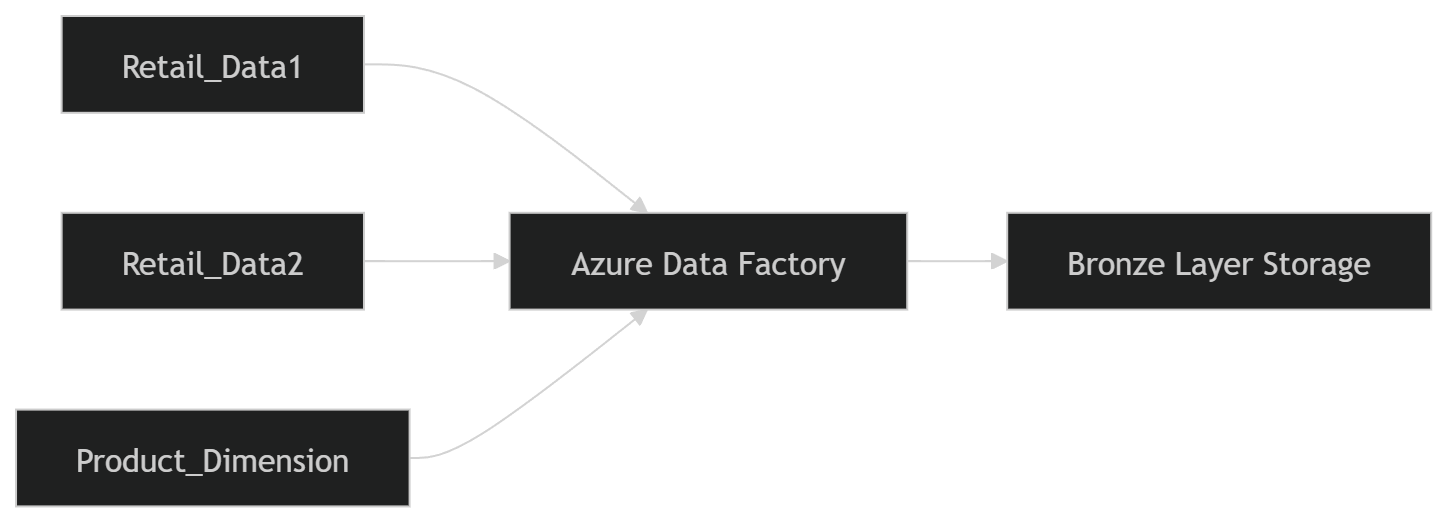 Retail_Data1
Retail_Data2
Azure Data Factory
Bronze Layer Storage
Product_Dimension